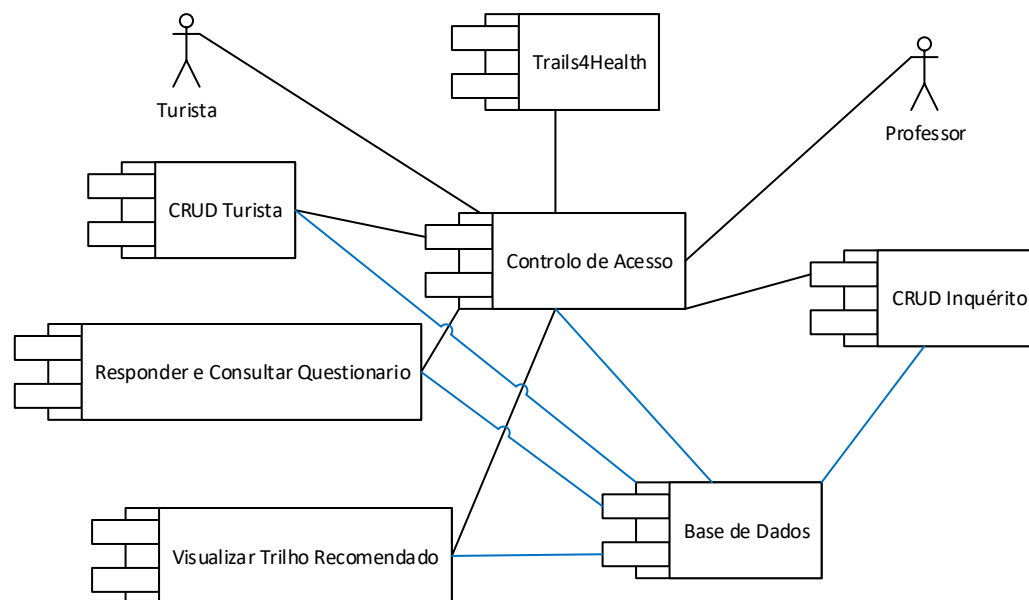 Trails4Health
Turista
Professor
CRUD Turista
Controlo de Acesso
CRUD Inquérito
Responder e Consultar Questionario
Base de Dados
Visualizar Trilho Recomendado